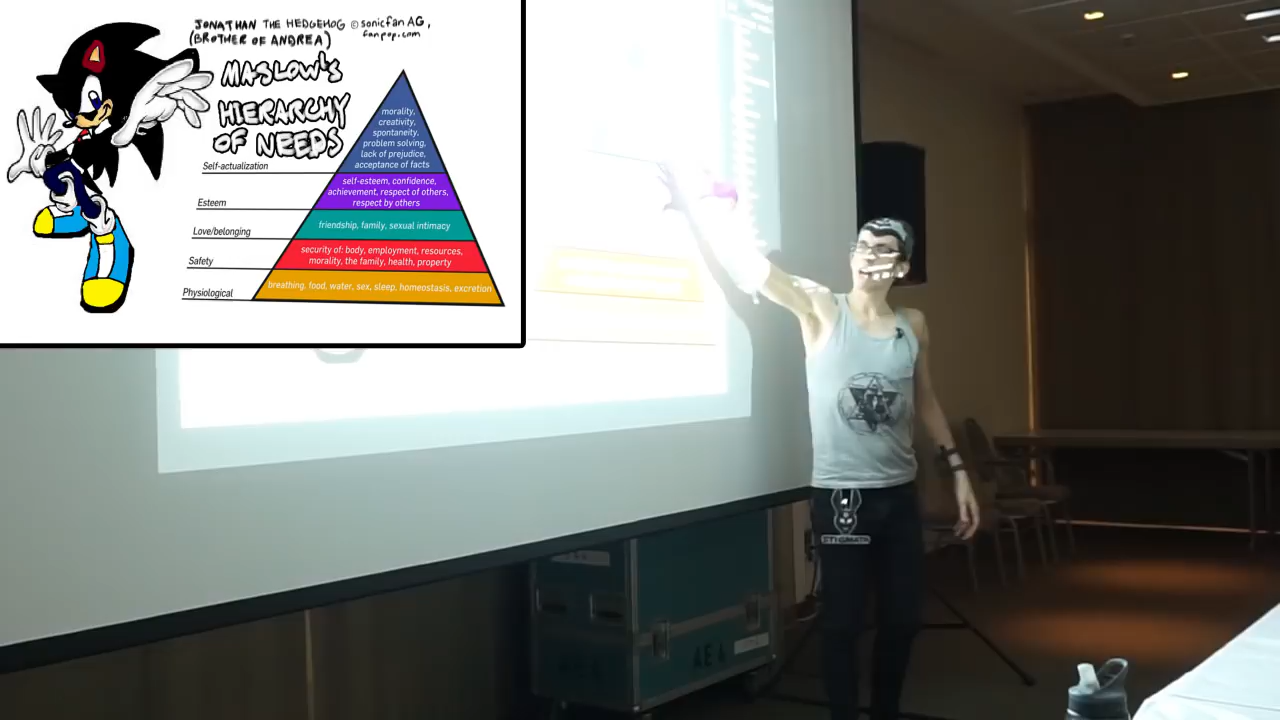 JONATHAN THE HEDGEHOG © sonicfan AG,
(BROTHER OF ANDREA) fanpop.com
MASLOW'S
HIERARCHY
OF NEEDS
morality,
creativity,
spontaneity,
problem solving,
lack of prejudice,
acceptance of facts
Self-actualization
self-esteem, confidence,
achievement, respect of others,
respect by others
Esteem
friendship, family, sexual intimacy
Love/belonging
security of: body, employment, resources,
morality, the family, health, property
Safety
breathing, food, water, sex, sleep, homeostasis, excretion
Physiological
AE4